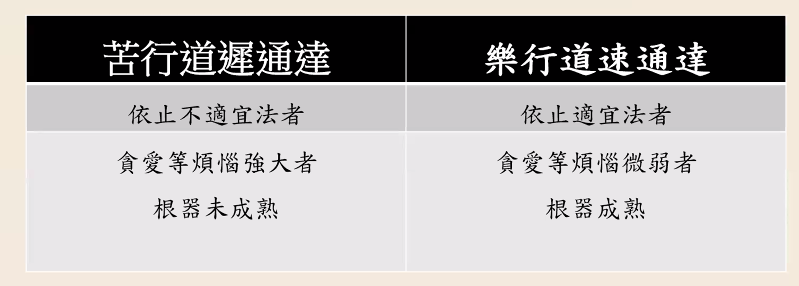 苦行道遲通達 樂行道速通達
依止不適宜法者 依止適宜法者
貪愛等煩惱強大者 貪愛等煩惱微弱者
根器未成熟 根器成熟